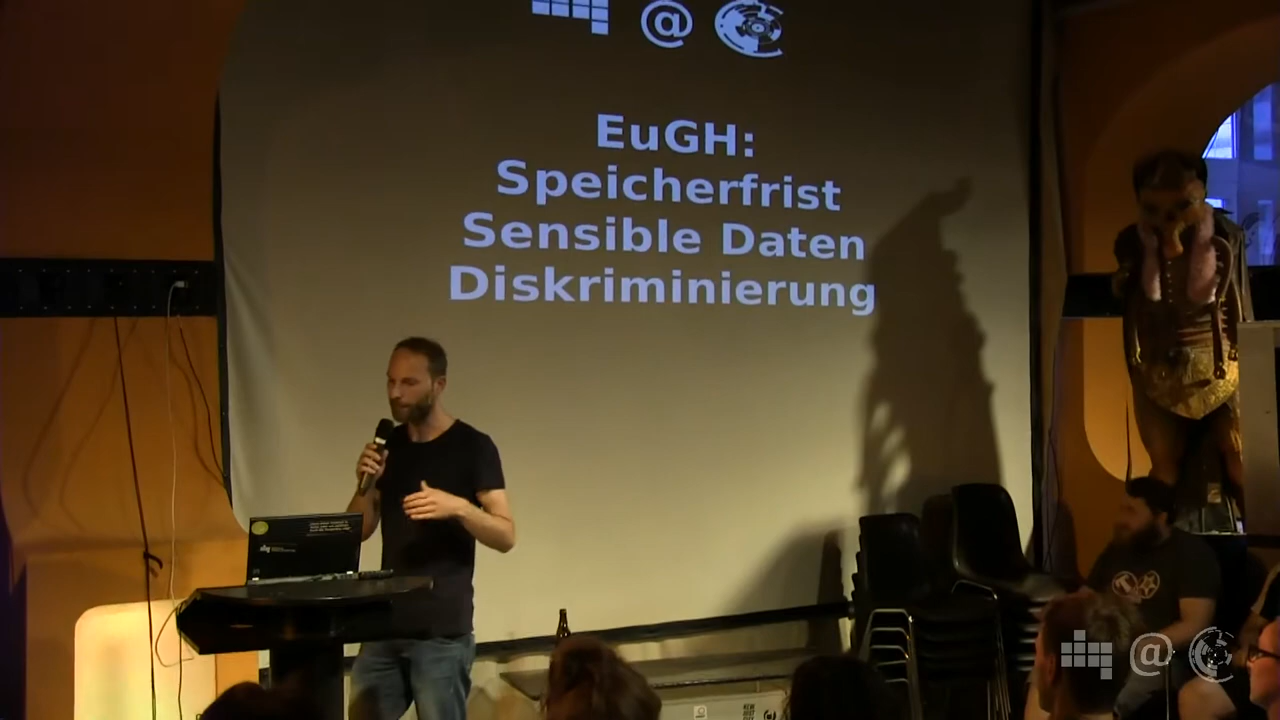 @
EuGH:
Speicherfrist
Sensible Daten
Diskriminierung
@